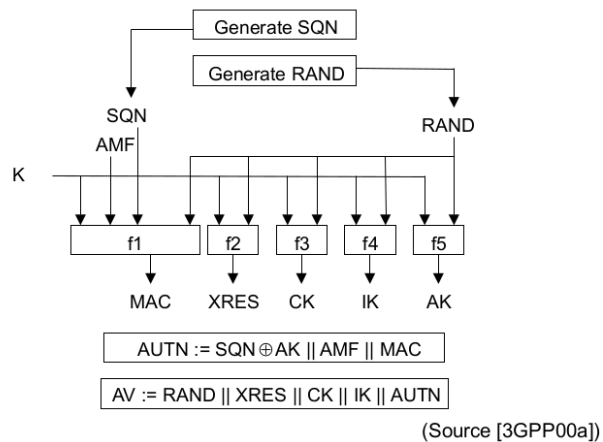 Generate SQN
Generate RAND
SQN
RAND
AMF
K
f1 f2 f3 f4 f5
MAC XRES CK IK AK
AUTN := SQN⊕AK || AMF || MAC
AV := RAND || XRES || CK || IK || AUTN
(Source [3GPP00a])